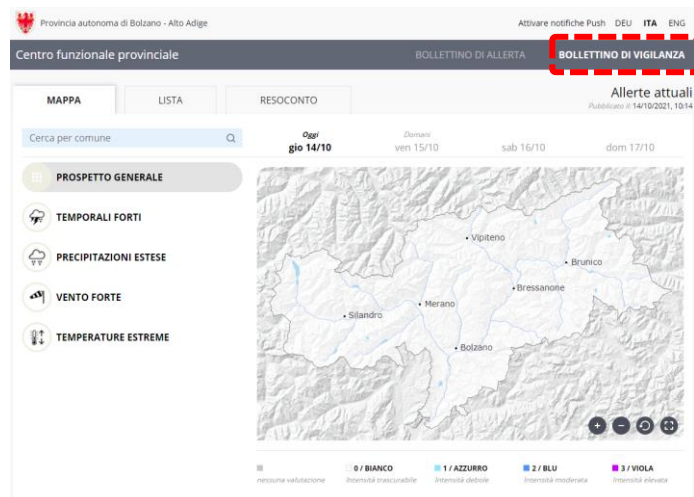 Provincia autonoma di Bolzano - Alto Adige
Attivare notifiche Push DEU ITA ENG
Centro funzionale provinciale
BOLLETTINO DI ALLERTA
BOLLETTINO DI VIGILANZA
MAPPA
LISTA
RESOCONTO
Allerte attuali
Pubblicato il: 14/10/2021, 10:14
Cerca per comune
Oggi
gio 14/10
Domani
ven 15/10
sab 16/10
dom 17/10
PROSPETTO GENERALE
TEMPORALI FORTI
PRECIPITAZIONI ESTESE
VENTO FORTE
TEMPERATURE ESTREME
Vipiteno
Brunico
Bressanone
Merano
Silandro
Bolzano
nessuna valutazione
0 / BIANCO
Intensità trascurabile
1 / AZZURRO
Intensità debole
2 / BLU
Intensità moderata
3 / VIOLA
Intensità elevata